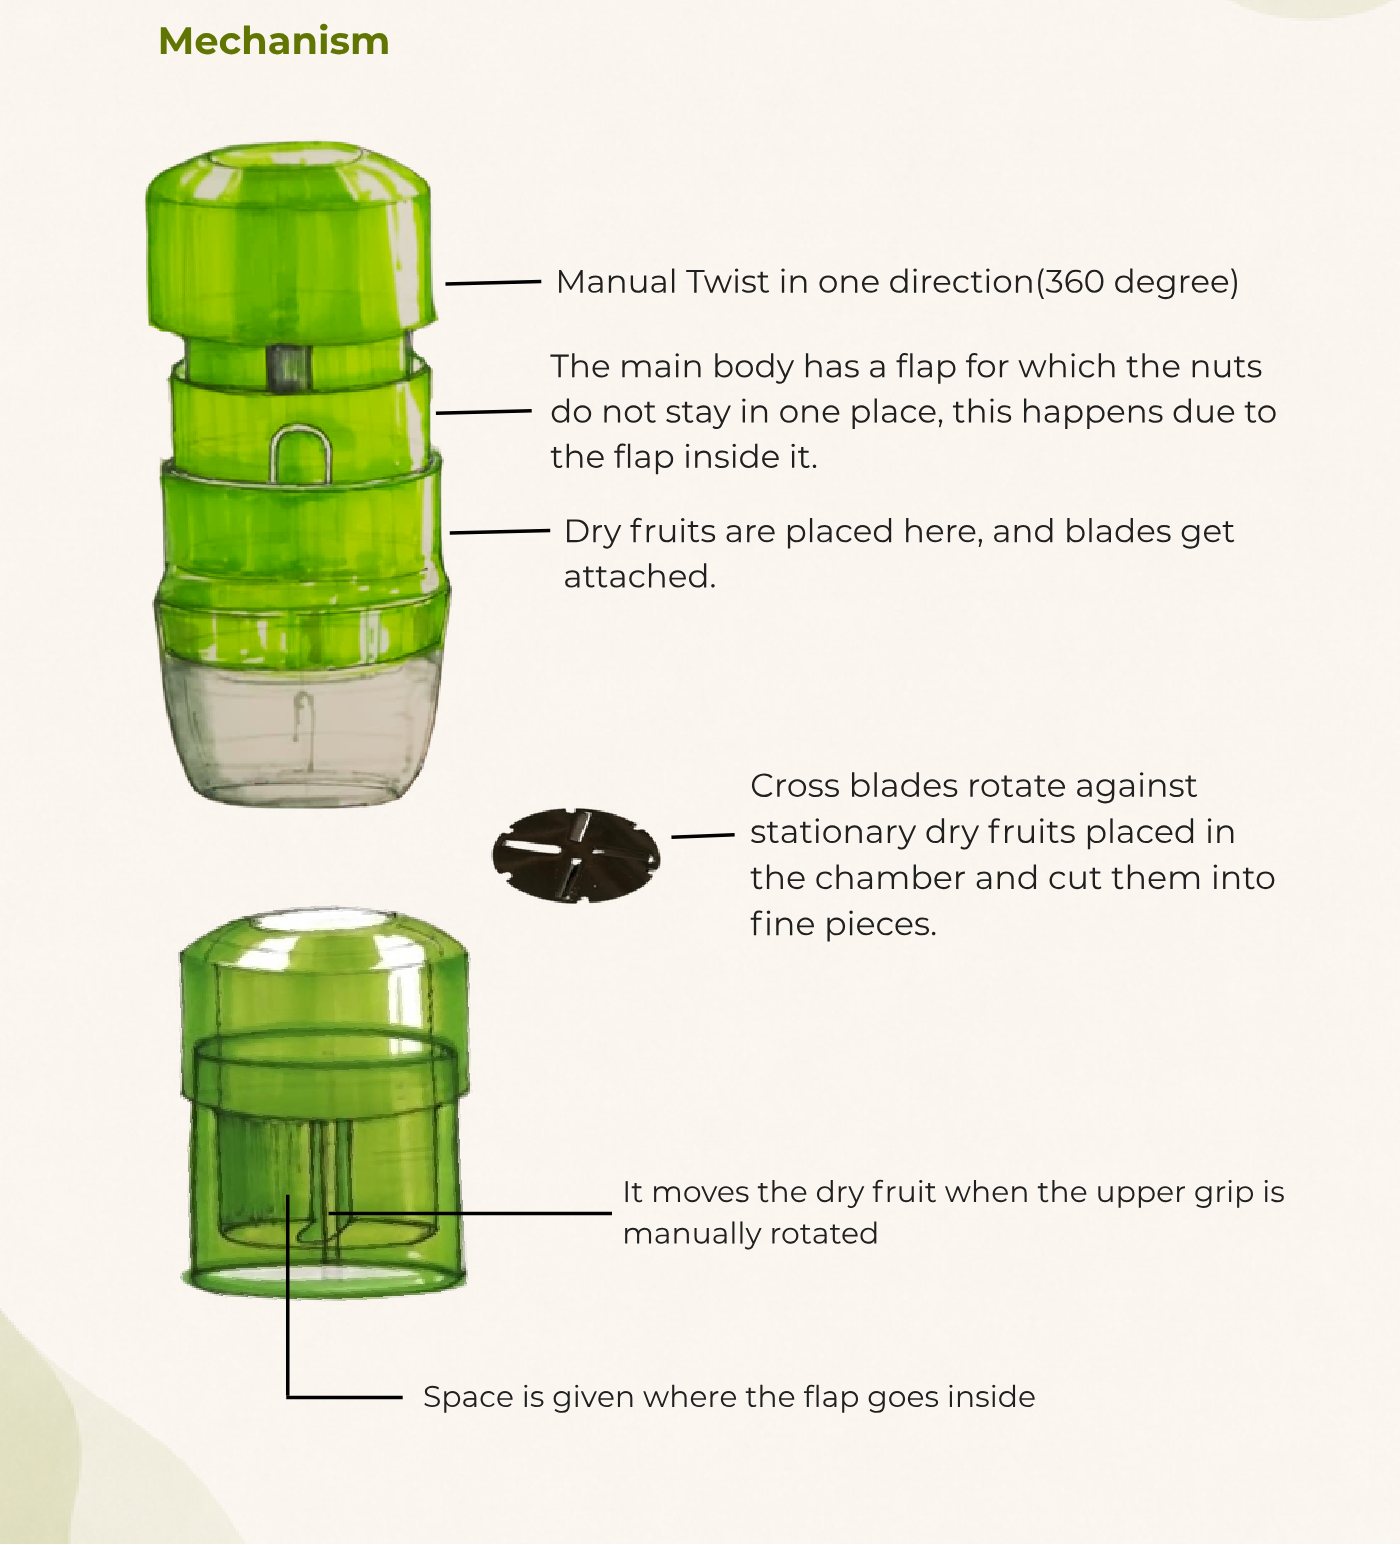 Mechanism
Manual Twist in one direction(360 degree)
The main body has a flap for which the nuts
do not stay in one place, this happens due to
the flap inside it.
Dry fruits are placed here, and blades get
attached.
Cross blades rotate against
stationary dry fruits placed in
the chamber and cut them into
fine pieces.
It moves the dry fruit when the upper grip is
manually rotated
Space is given where the flap goes inside